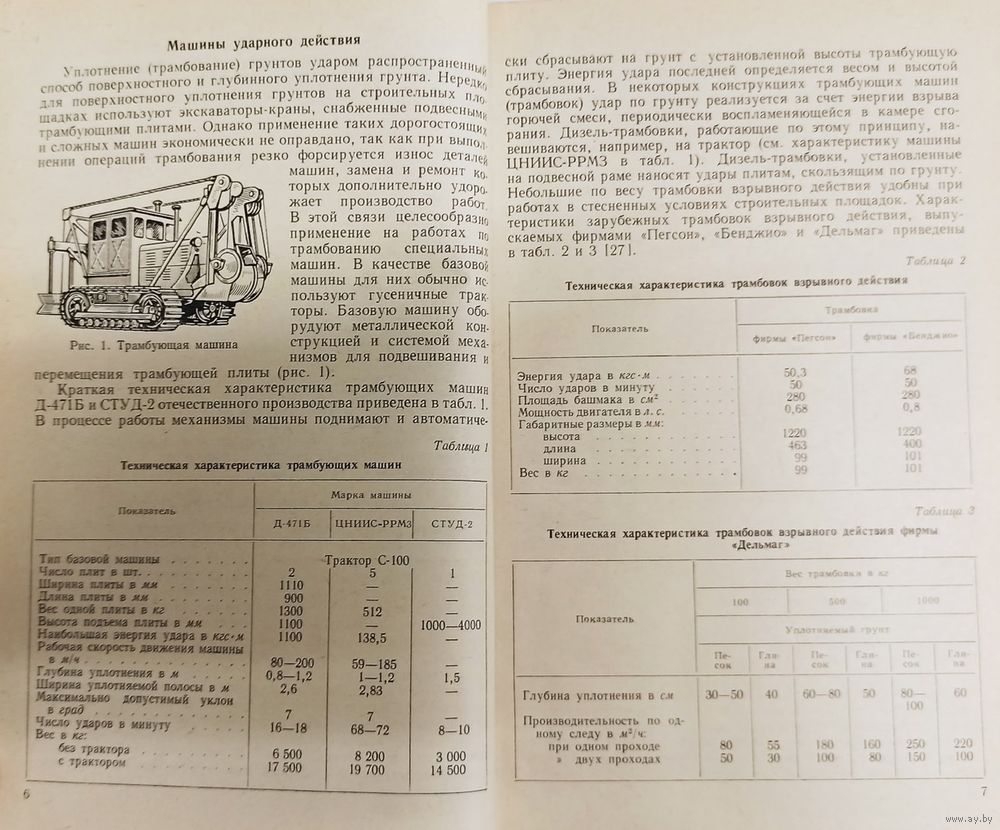 Машины ударного действия
Уплотнение (трамбование) грунтов ударом распространенный
способ поверхностного и глубинного уплотнения грунта. Нередко
для поверхностного уплотнения грунтов на строительных пло-
щадках используют экскаваторы-краны, снабженные подвесными
трамбующими плитами. Однако применение таких дорогостоящих
и сложных машин экономически не оправдано, так как при выпол-
нении операций трамбования резко форсируется износ деталей
машин, замена и ремонт ко-
торых дополнительно удоро-
жает производство работ.
В этой связи целесообразно
применение на работах по
трамбованию специальных
машин. В качестве базовой
машины для них обычно ис-
пользуют гусеничные трак-
торы. Базовую машину обо-
рудуют металлической кон-
струкцией и системой меха-
низмов для подвешивания и
Рис. 1. Трамбующая машина
перемещения трамбующей плиты (рис. 1).
Краткая техническая характеристика трамбующих машин
Д-471Б и СТУД-2 отечественного производства приведена в табл. 1.
В процессе работы механизмы машины поднимают и автоматиче-
Таблица 1
Техническая характеристика трамбующих машин
Показатель
Марка машины
Д-471Б ЦНИИС-РРМЗ СТУД-2
Тип базовой машины . . . . . . . Трактор С-100
Число плит в шт. . . . . . . . . 2 5 1
Ширина плиты в мм . . . . . . . 1110 — —
Длина плиты в мм . . . . . . . 900 — —
Вес одной плиты в кг . . . . . . 1300 512 —
Высота подъема плиты в мм . . . 1100 — 1000—4000
Наибольшая энергия удара в кгс·м 1100 138,5 —
Рабочая скорость движения машины
в м/ч . . . . . . . . . . . . . 80—200 59—185 —
Глубина уплотнения в м . . . . . 0,8—1,2 1—1,2 1,5
Ширина уплотняемой полосы в м 2,6 2,83 —
Максимально допустимый уклон
в град . . . . . . . . . . . . 7 7 —
Число ударов в минуту . . . . . 16—18 68—72 8—10
Вес в кг:
без трактора . . . . . . . . . 6 500 8 200 3 000
с трактором . . . . . . . . . 17 500 19 700 14 500
6
ски сбрасывают на грунт с установленной высоты трамбующую
плиту. Энергия удара последней определяется весом и высотой
сбрасывания. В некоторых конструкциях трамбующих машин
(трамбовок) удар по грунту реализуется за счет энергии взрыва
горючей смеси, периодически воспламеняющейся в камере сго-
рания. Дизель-трамбовки, работающие по этому принципу, на-
вешиваются, например, на трактор (см. характеристику машины
ЦНИИС-РРМЗ в табл. 1). Дизель-трамбовки, установленные
на подвесной раме наносят удары плитам, скользящим по грунту.
Небольшие по весу трамбовки взрывного действия удобны при
работах в стесненных условиях строительных площадок. Харак-
теристики зарубежных трамбовок взрывного действия, выпу-
скаемых фирмами «Пегсон», «Бенджио» и «Дельмаг» приведены
в табл. 2 и 3 [27].
Таблица 2
Техническая характеристика трамбовок взрывного действия
Показатель
Трамбовка
фирмы «Пегсон» фирмы «Бенджио»
Энергия удара в кгс·м . . . . . . . 50,3 68
Число ударов в минуту . . . . . . . 50 50
Площадь башмака в см² . . . . . . . 280 280
Мощность двигателя в л. с. . . . . . 0,68 0,8
Габаритные размеры в мм:
высота . . . . . . . . . . . . 1220 1220
длина . . . . . . . . . . . . 463 400
ширина . . . . . . . . . . . . 99 101
Вес в кг . . . . . . . . . . . . . 99 101
Таблица 3
Техническая характеристика трамбовок взрывного действия фирмы
«Дельмаг»
Показатель
Вес трамбовки в кг
100 500 1000
Уплотняемый грунт
Пе- Гли- Пе- Гли- Пе- Гли-
сок на сок на сок на
Глубина уплотнения в см 30—50 40 60—80 50 80— 60
100
Производительность по од-
ному следу в м³/ч:
при одном проходе 80 55 180 160 250 220
» двух проходах 50 30 100 80 150 100
7
www.ay.by